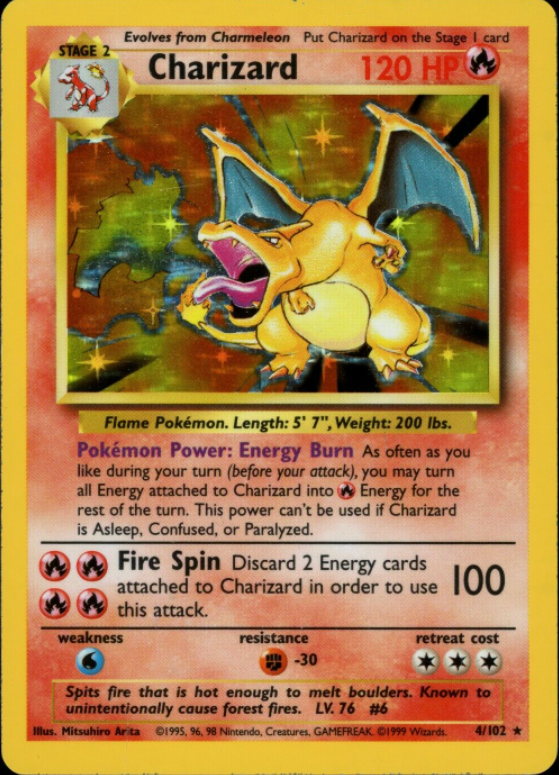 Evolves from Charmeleon Put Charizard on the Stage 1 card
STAGE 2
Charizard 120 HP
Flame Pokémon. Length: 5' 7", Weight: 200 lbs.
Pokémon Power: Energy Burn As often as you
like during your turn (before your attack), you may turn
all Energy attached to Charizard into Energy for the
rest of the turn. This power can't be used if Charizard
is Asleep, Confused, or Paralyzed.
Fire Spin Discard 2 Energy cards
attached to Charizard in order to use
this attack.
100
weakness resistance retreat cost
-30
Spits fire that is hot enough to melt boulders. Known to
unintentionally cause forest fires. LV. 76 #6
Illus. Mitsuhiro Arita ©1995, 96, 98 Nintendo, Creatures, GAMEFREAK. ©1999 Wizards. 4/102 ★